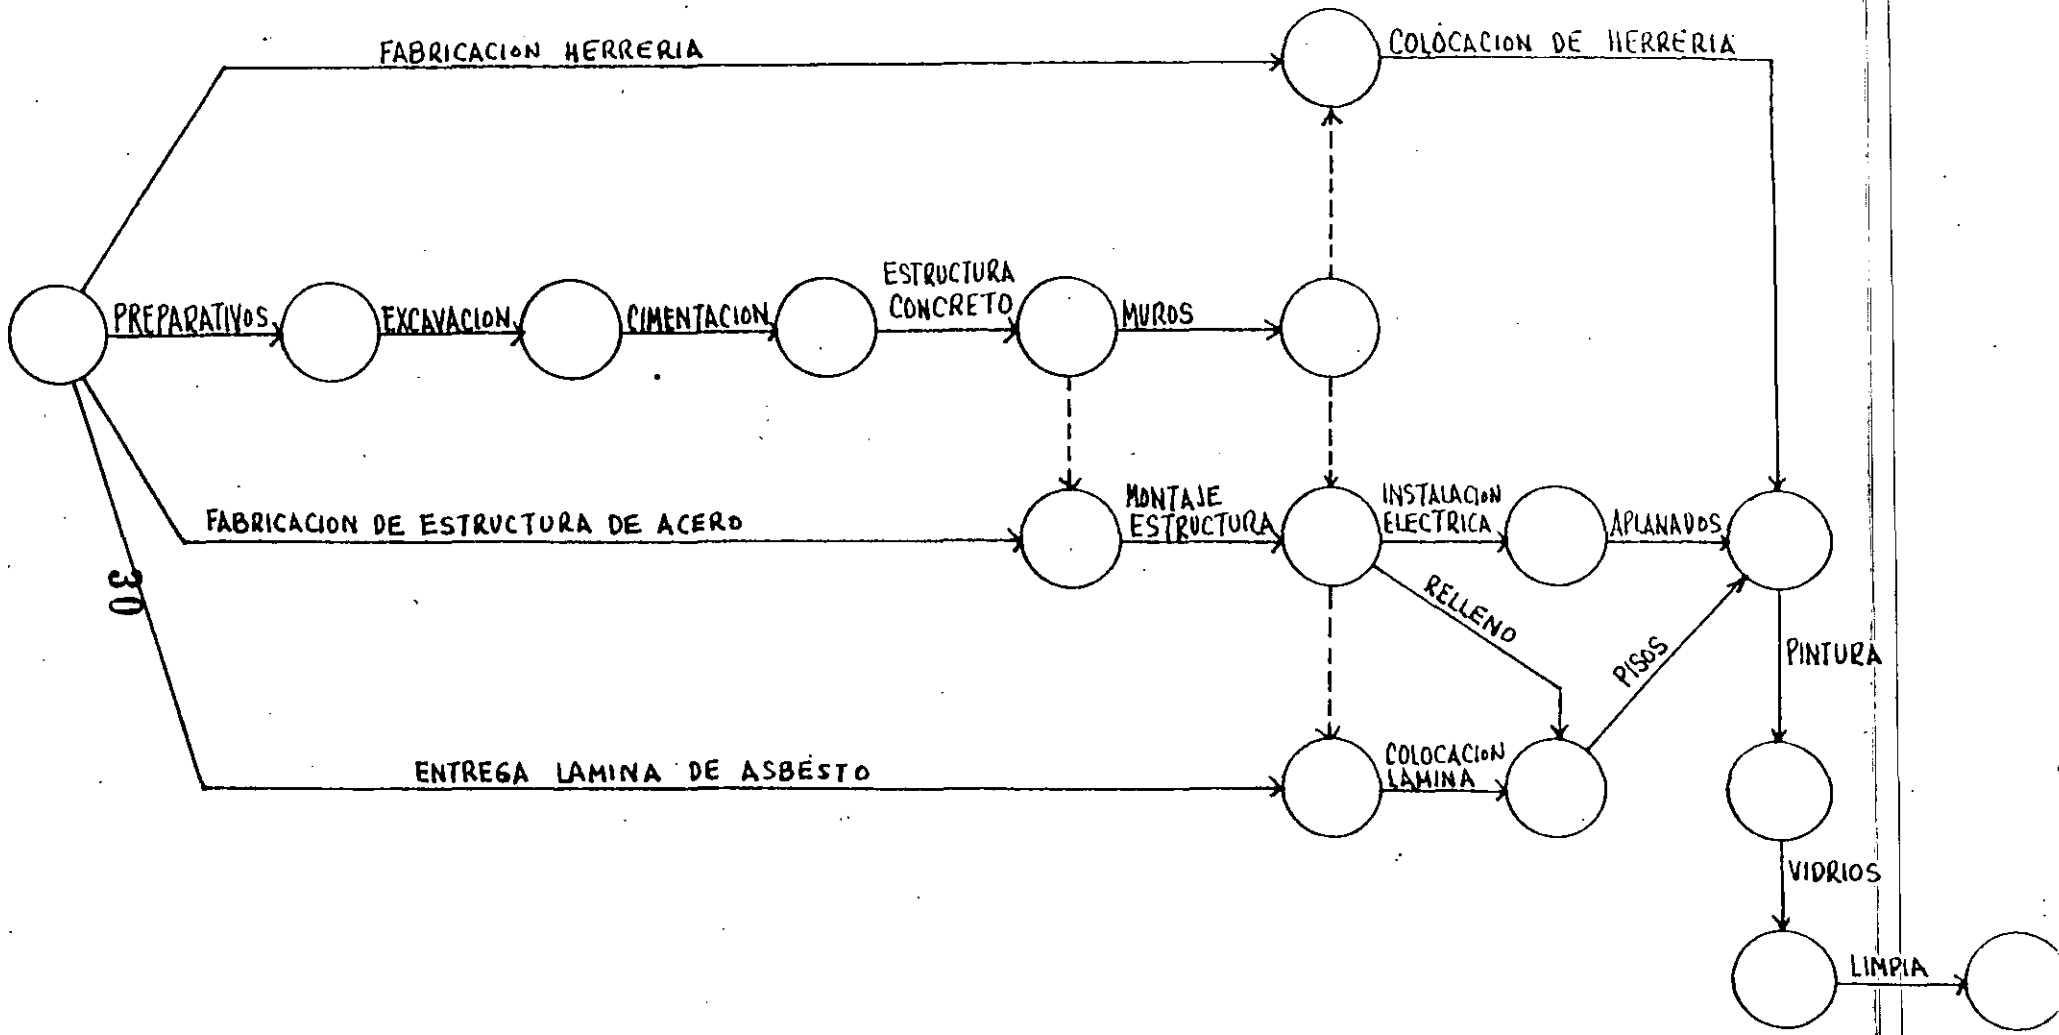 FABRICACION HERRERIA
COLOCACION DE HERRERIA
PREPARATIVOS
EXCAVACION
CIMENTACION
ESTRUCTURA
CONCRETO
MUROS
FABRICACION DE ESTRUCTURA DE ACERO
MONTAJE
ESTRUCTURA
INSTALACION
ELECTRICA
APLANADOS
30
RELLENO
PISOS
PINTURA
ENTREGA LAMINA DE ASBESTO
COLOCACION
LAMINA
VIDRIOS
LIMPIA